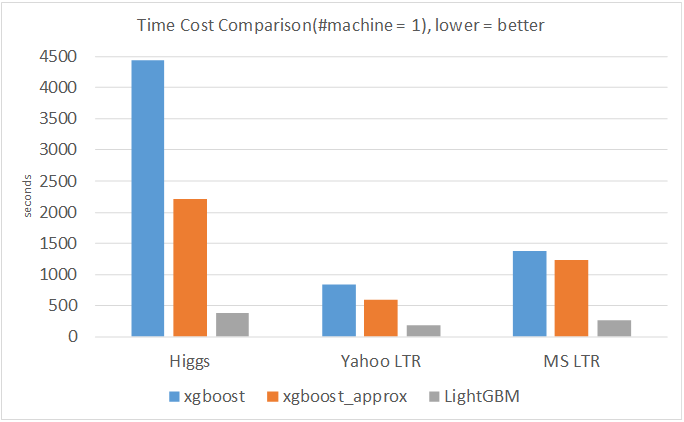 Time Cost Comparison(#machine = 1), lower = better
4500
4000
3500
3000
2500
2000
1500
1000
500
0
seconds
Higgs Yahoo LTR MS LTR
xgboost xgboost_approx LightGBM